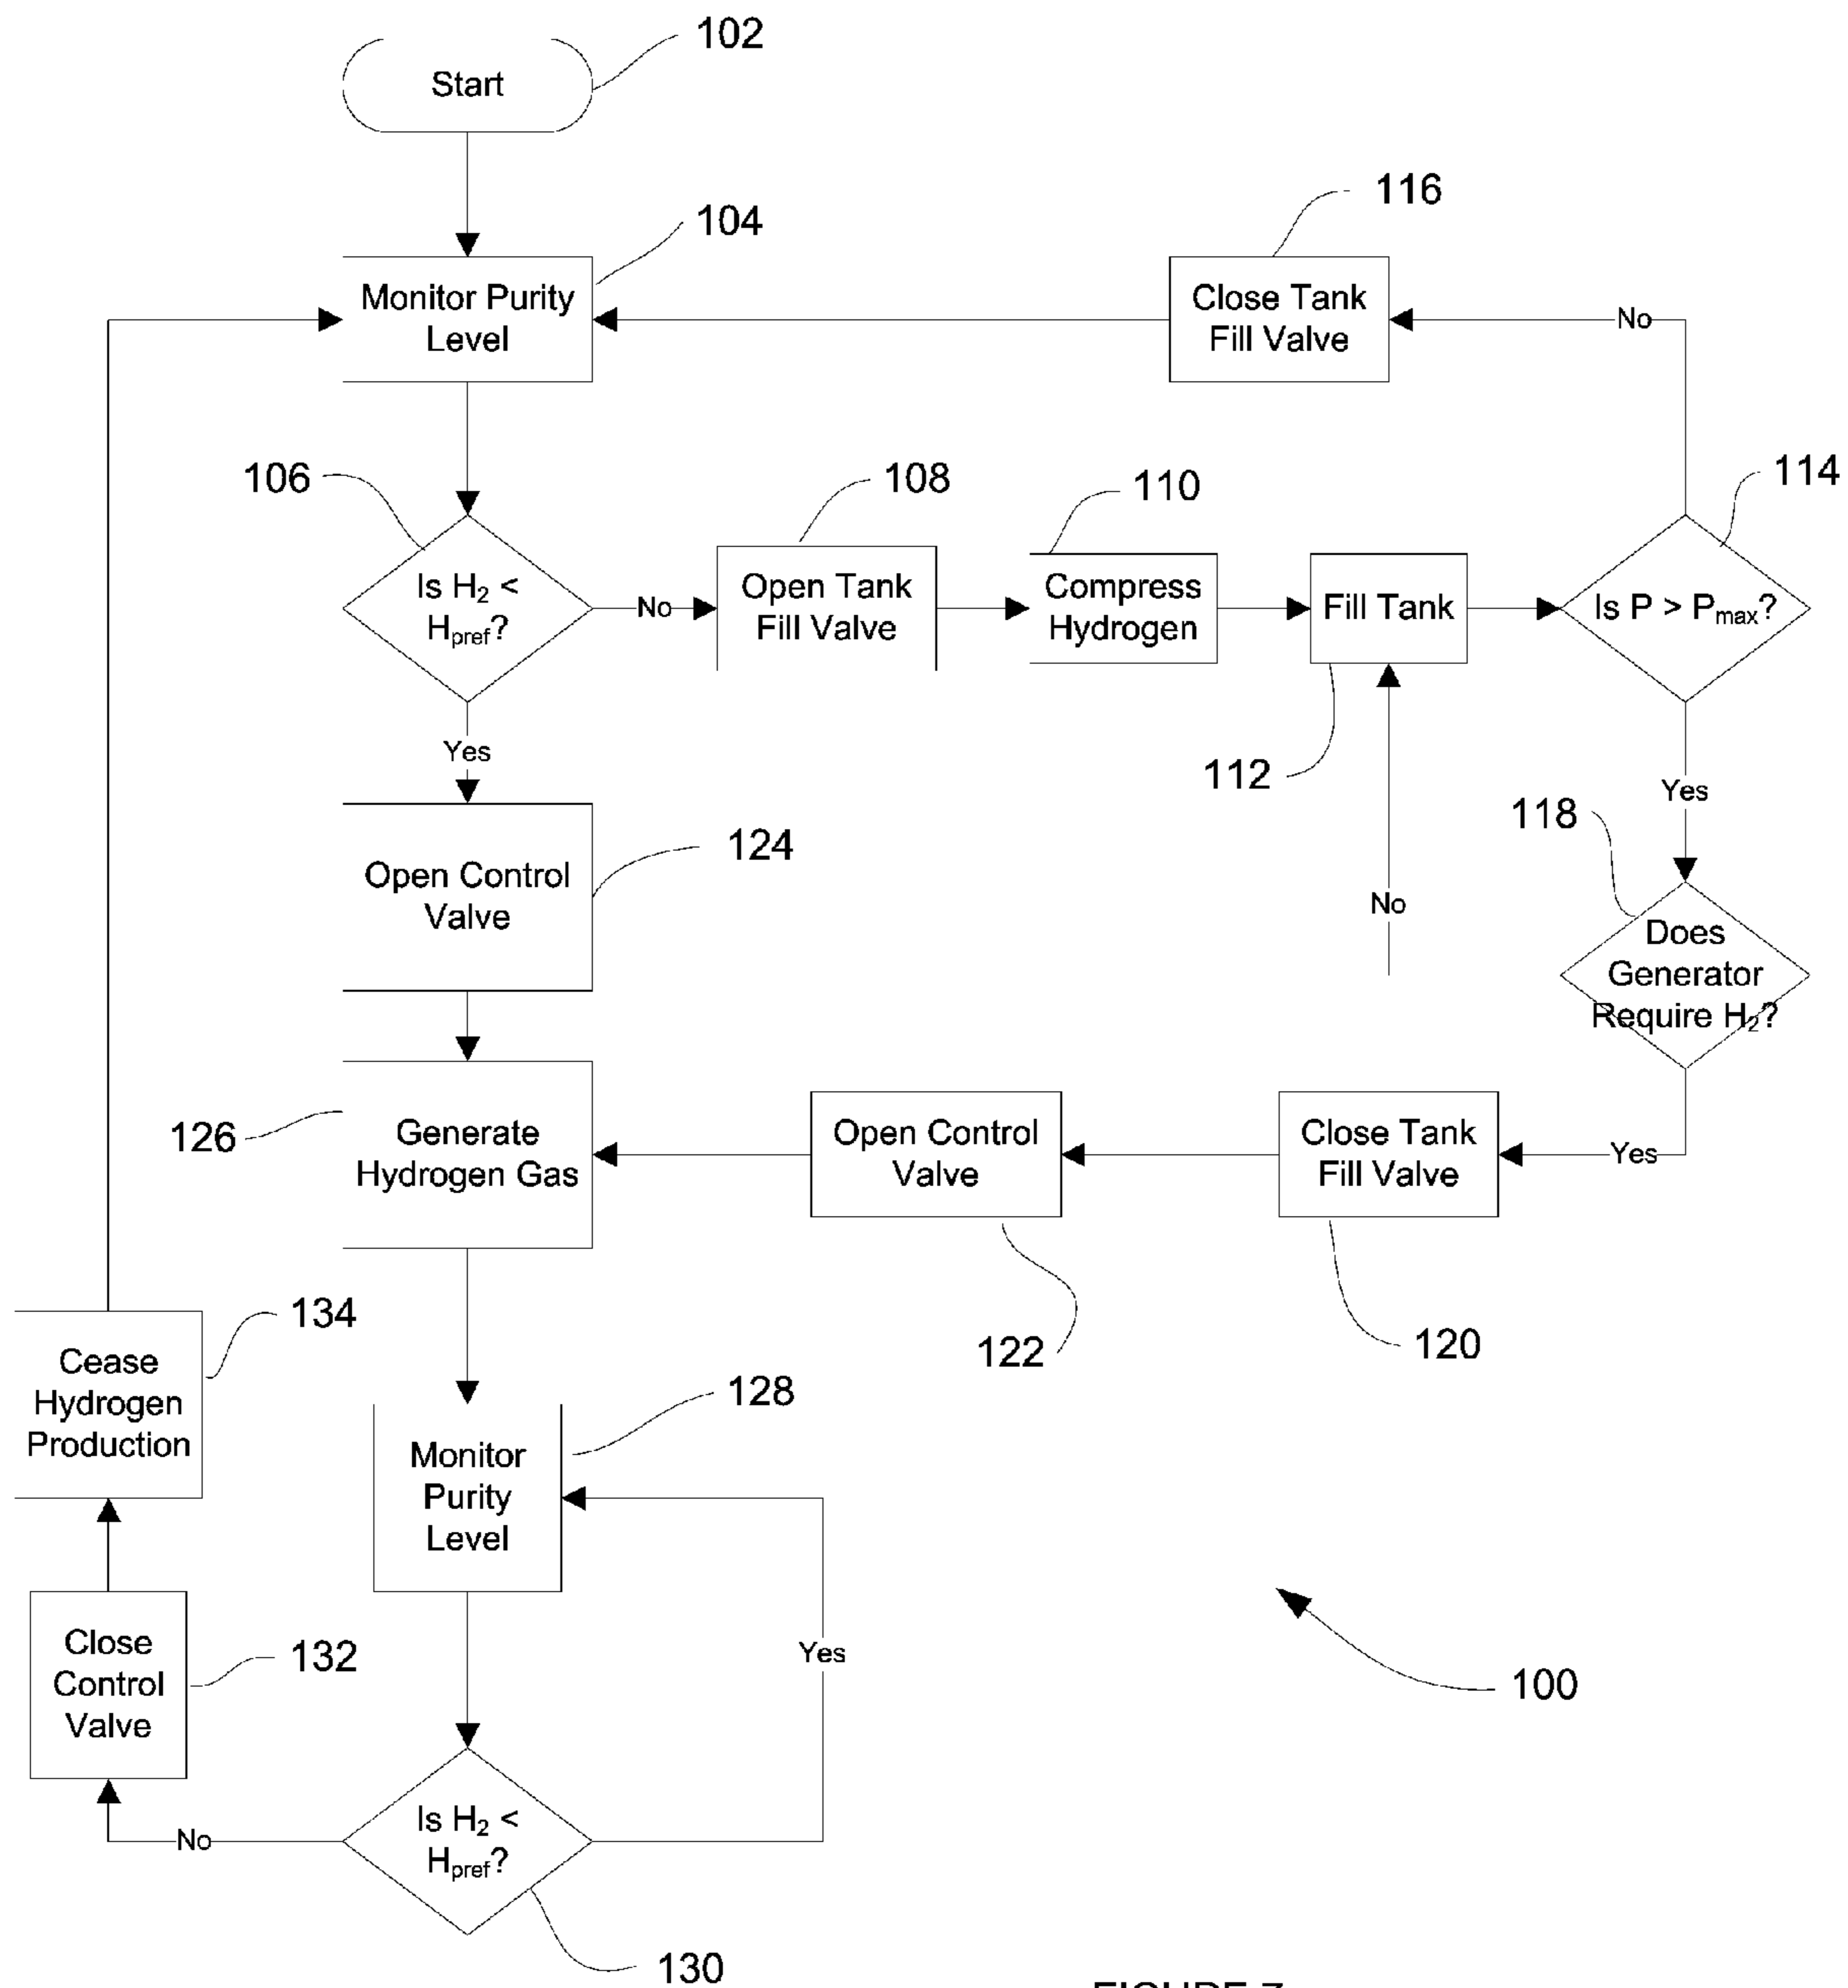 Start
102
104
Monitor Purity
Level
116
Close Tank
Fill Valve
No
106
Is H₂ <
Hpref?
No
108
Open Tank
Fill Valve
110
Compress
Hydrogen
Fill Tank
112
114
Is P > Pmax?
Yes
Yes
124
Open Control
Valve
No
118
Does
Generator
Require H₂?
126
Generate
Hydrogen Gas
Open Control
Valve
122
Close Tank
Fill Valve
120
Yes
134
Cease
Hydrogen
Production
128
Monitor
Purity
Level
132
Close
Control
Valve
Yes
100
No
Is H₂ <
Hpref?
130